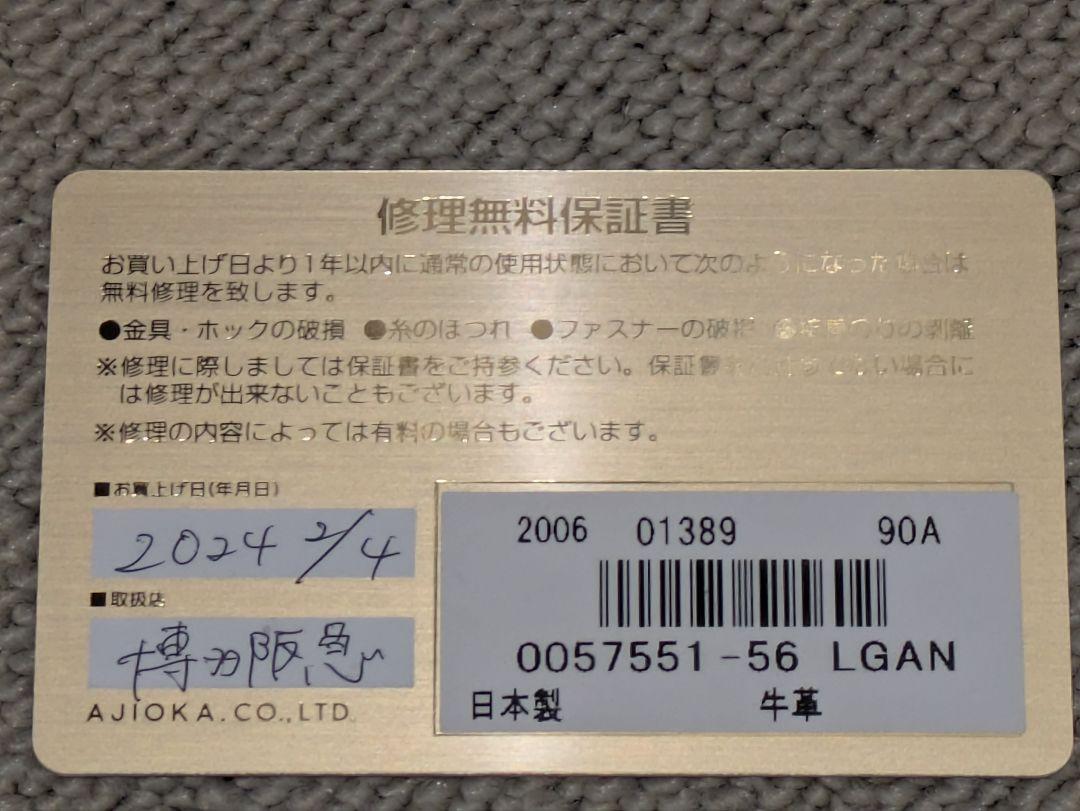 修理無料保証書
お買い上げ日より1年以内に通常の使用状態において次のようになった場合は
無料修理を致します。
●金具・ホックの破損 ●糸のほつれ ●ファスナーの破損 の剥離
※修理に際しましては保証書をご持参ください。保証書 ない場合に
は修理が出来ないこともございます。
※修理の内容によっては有料の場合もございます。
■お買上げ日(年月日)
2024 2/4
■取扱店
博多阪急
AJIOKA.CO.,LTD.
2006 01389 90A
0057551-56 LGAN
日本製 牛革